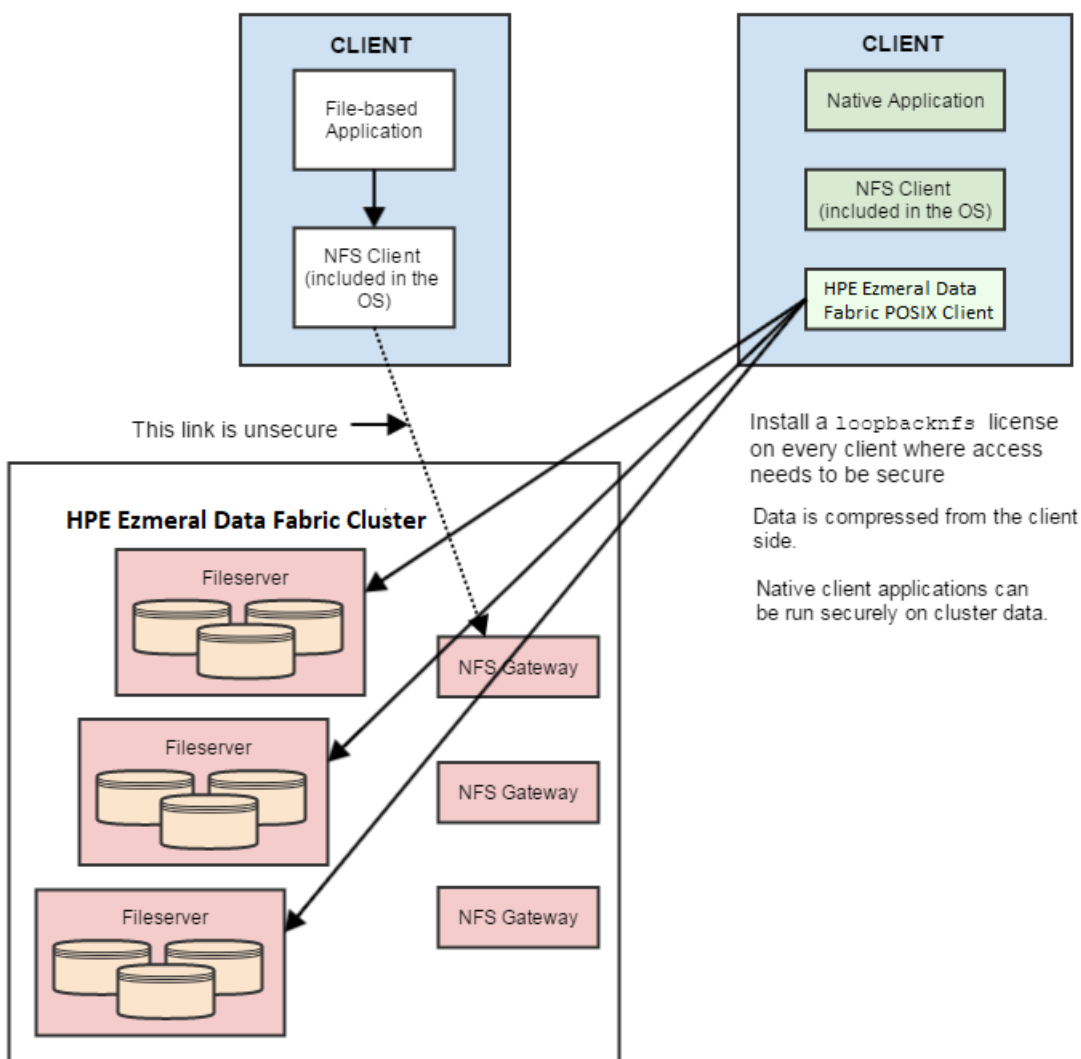 CLIENT
File-based
Application
NFS Client
(included in the
OS)
CLIENT
Native Application
NFS Client
(included in the OS)
HPE Ezmeral Data
Fabric POSIX Client
This link is unsecure
Install a loopbacknfs license
on every client where access
needs to be secure
Data is compressed from the client
side.
Native client applications can
be run securely on cluster data.
HPE Ezmeral Data Fabric Cluster
Fileserver
NFS Gateway
Fileserver
NFS Gateway
Fileserver
NFS Gateway